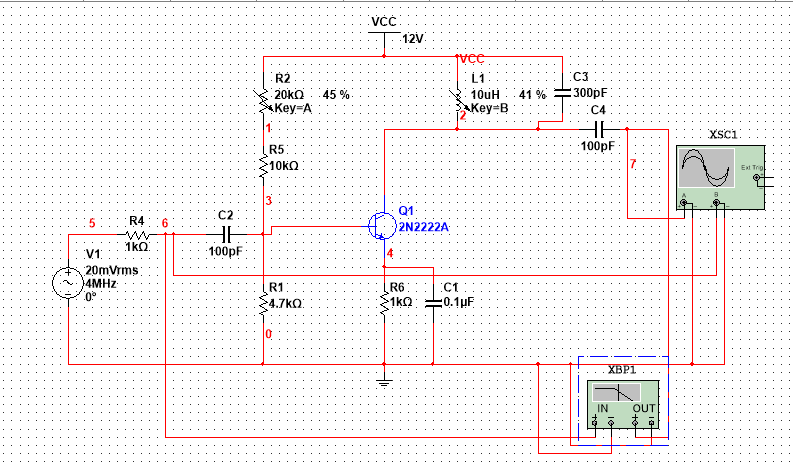 VCC
12V
VCC
R2
20kΩ
Key=A
45 %
L1
10uH
Key=B
41 %
2
C3
300pF
C4
100pF
1
R5
10kΩ
XSC1
Ext Trig
A
B
7
3
5
R4
1kΩ
6
C2
100pF
Q1
2N2222A
4
V1
20mVrms
4MHz
0°
R1
4.7kΩ
R6
1kΩ
C1
0.1µF
0
XBP1
IN
OUT